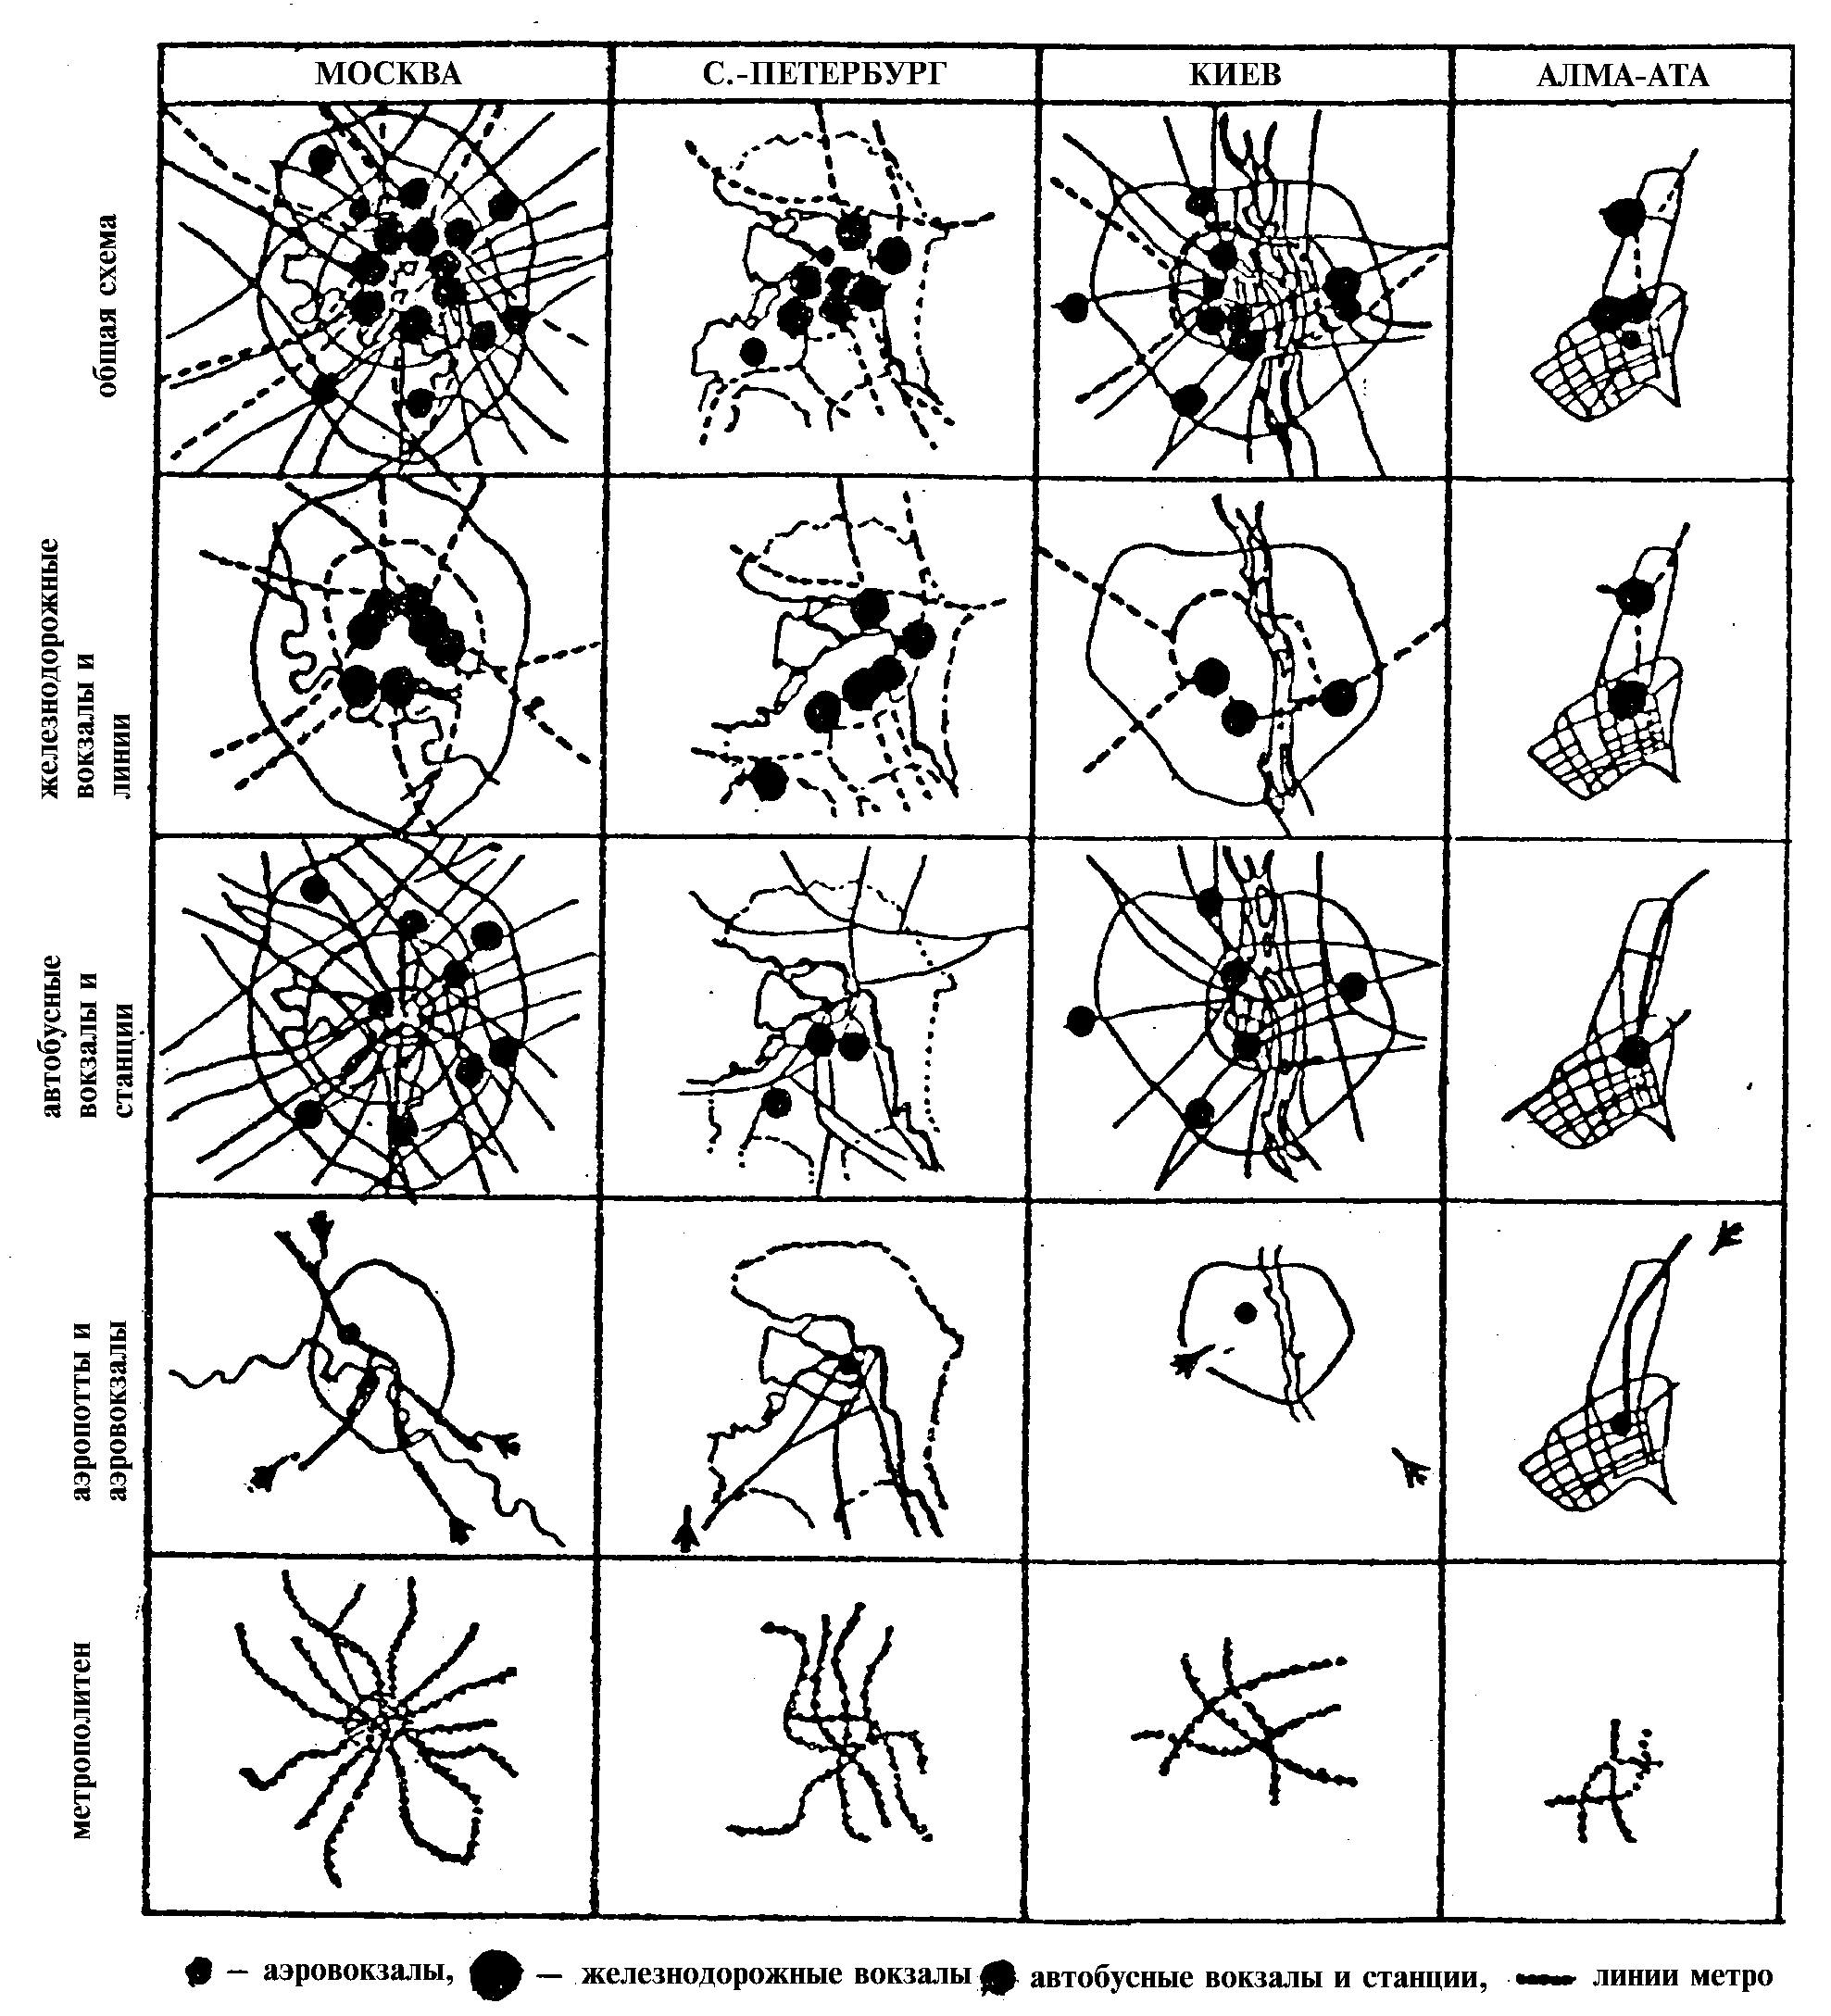 МОСКВА
С.-ПЕТЕРБУРГ
КИЕВ
АЛМА-АТА
общая схема
железнодорожные
вокзалы и
линии
автобусные
вокзалы и
станции
аэропотты и
аэровокзалы
метрополитен
– аэровокзалы, – железнодорожные вокзалы автобусные вокзалы и станции, линии метро